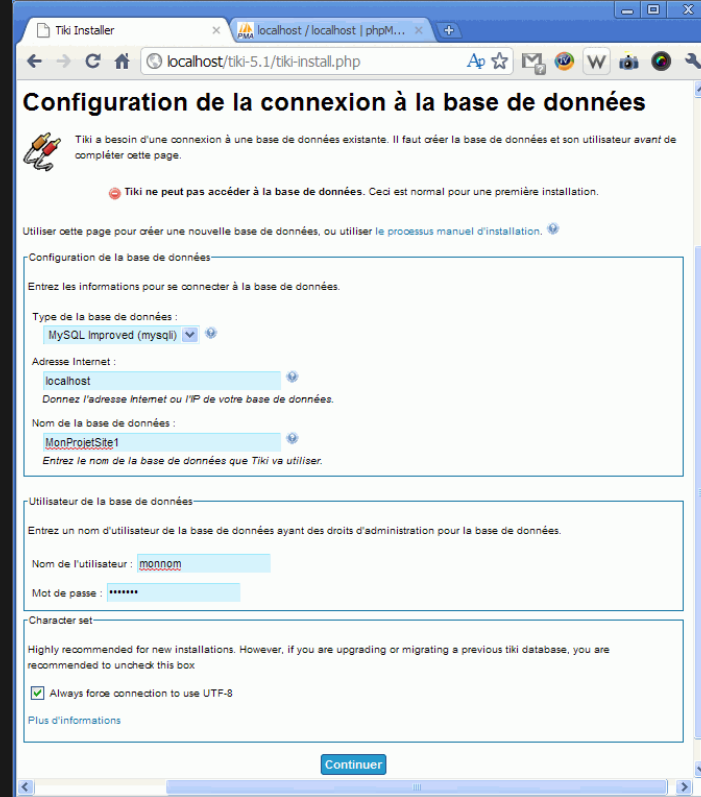 Tiki Installer
localhost / localhost | phpM...
localhost/tiki-5.1/tiki-install.php
Configuration de la connexion à la base de données
Tiki a besoin d'une connexion à une base de données existante. Il faut créer la base de données et son utilisateur avant de
compléter cette page.
Tiki ne peut pas accéder à la base de données. Ceci est normal pour une première installation.
Utiliser cette page pour créer une nouvelle base de données, ou utiliser le processus manuel d'installation.
Configuration de la base de données
Entrez les informations pour se connecter à la base de données.
Type de la base de données :
MySQL Improved (mysqli)
Adresse Internet :
localhost
Donnez l'adresse Internet ou l'IP de votre base de données.
Nom de la base de données :
MonProjetSite1
Entrez le nom de la base de données que Tiki va utiliser.
Utilisateur de la base de données
Entrez un nom d'utilisateur de la base de données ayant des droits d'administration pour la base de données.
Nom de l'utilisateur : monnom
Mot de passe : •••••••
Character set
Highly recommended for new installations. However, if you are upgrading or migrating a previous tiki database, you are
recommended to uncheck this box
Always force connection to use UTF-8
Plus d'informations
Continuer